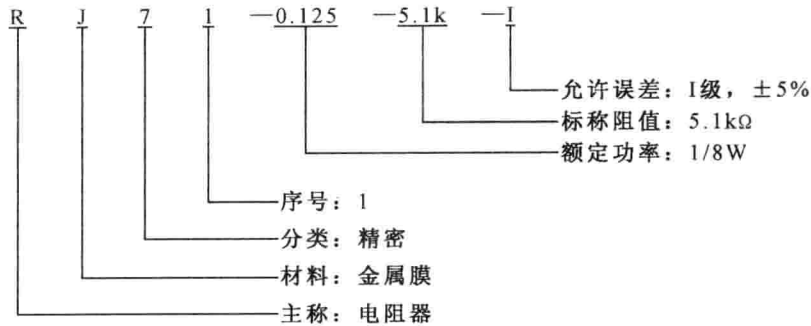 R J 7 1 —0.125 —5.1k —I
允许误差：I级，±5%
标称阻值：5.1kΩ
额定功率：1/8W
序号：1
分类：精密
材料：金属膜
主称：电阻器